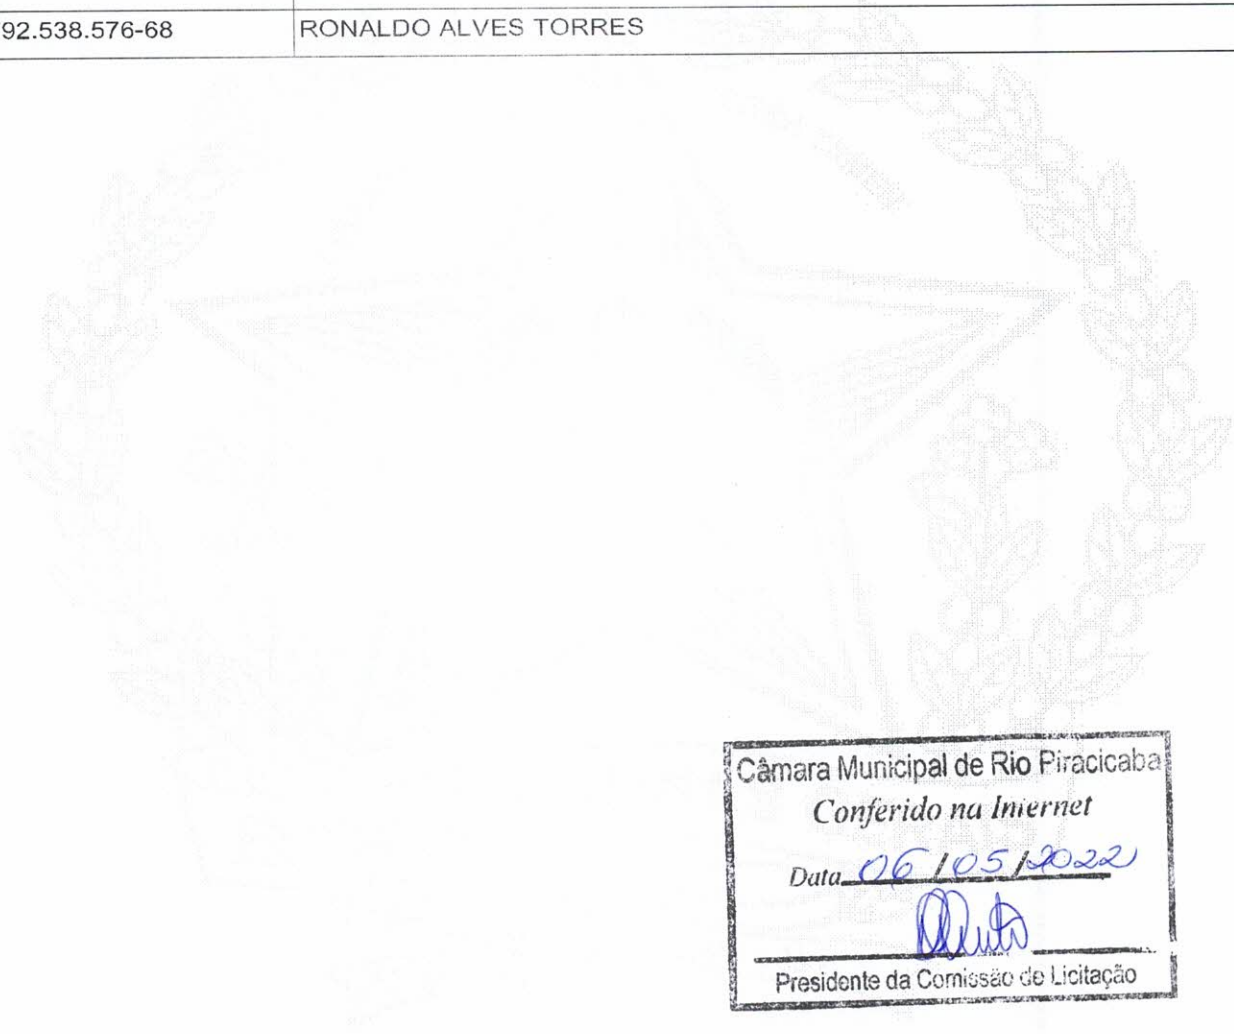 92.538.576-68 RONALDO ALVES TORRES
Câmara Municipal de Rio Piracicaba
Conferido na Internet
Data 06/05/2022
Presidente da Comissão de Licitação